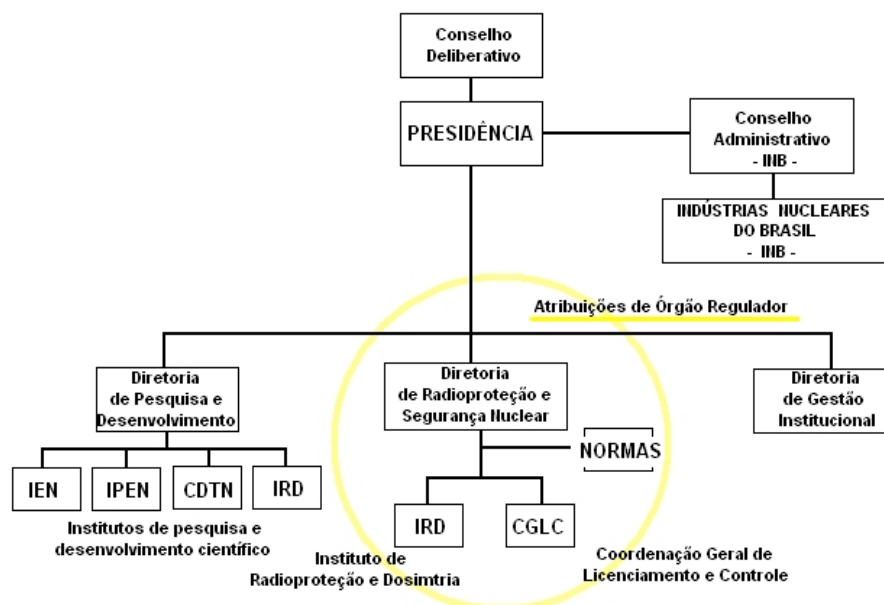 Conselho
Deliberativo
PRESIDÊNCIA
Conselho
Administrativo
- INB -
INDÚSTRIAS NUCLEARES
DO BRASIL
- INB -
Atribuições de Órgão Regulador
Diretoria
de Pesquisa e
Desenvolvimento
Diretoria
de Radioproteção e
Segurança Nuclear
Diretoria
de Gestão
Institucional
NORMAS
IEN
IPEN
CDTN
IRD
Institutos de pesquisa e
desenvolvimento científico
IRD
CGLC
Instituto de
Radioproteção e Dosimtria
Coordenação Geral de
Licenciamento e Controle